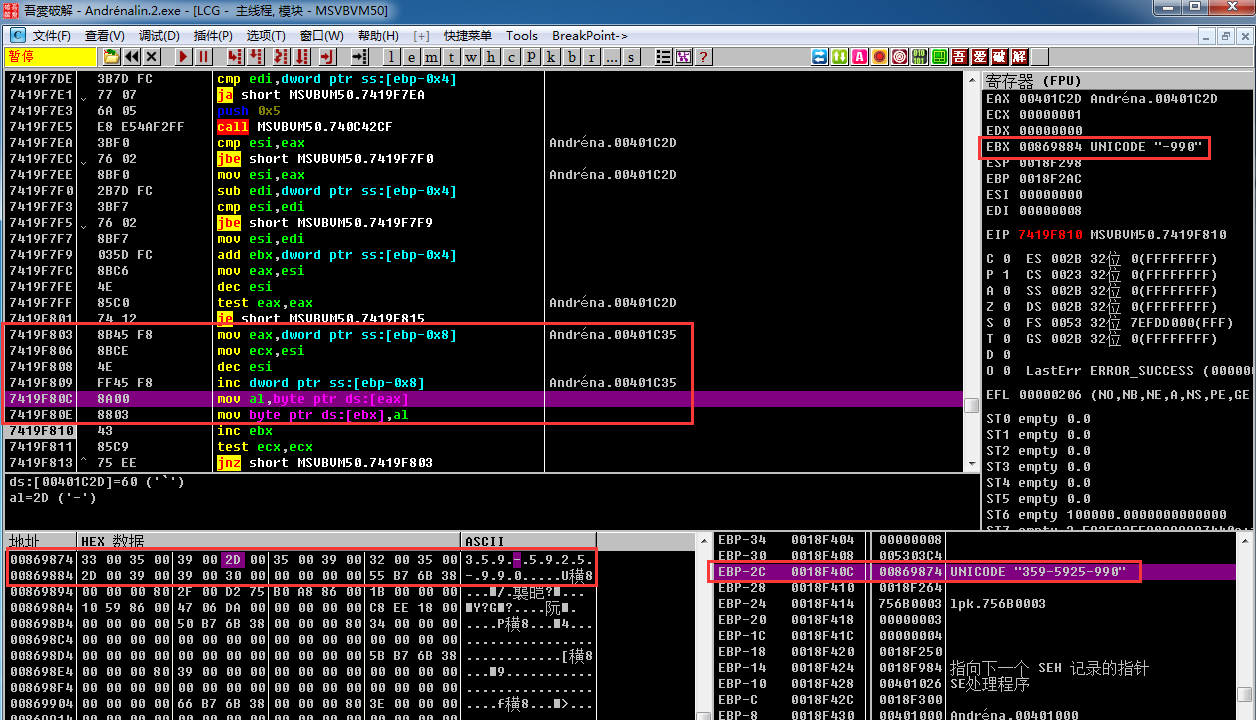 吾爱破解 - Andrénalin.2.exe - [LCG - 主线程, 模块 - MSVBVM50]
文件(F) 查看(V) 调试(D) 插件(P) 选项(T) 窗口(W) 帮助(H) [+] 快捷菜单 Tools BreakPoint->
暂停 l e m t w h c p k b r ... s ? 吾 爱 破 解
7419F7DE 3B7D FC cmp edi,dword ptr ss:[ebp-0x4]
7419F7E1 77 07 ja short MSVBVM50.7419F7EA
7419F7E3 6A 05 push 0x5
7419F7E5 E8 E54AF2FF call MSVBVM50.740C42CF
7419F7EA 3BF0 cmp esi,eax Andréna.00401C2D
7419F7EC 76 02 jbe short MSVBVM50.7419F7F0
7419F7EE 8BF0 mov esi,eax Andréna.00401C2D
7419F7F0 2B7D FC sub edi,dword ptr ss:[ebp-0x4]
7419F7F3 3BF7 cmp esi,edi
7419F7F5 76 02 jbe short MSVBVM50.7419F7F9
7419F7F7 8BF7 mov esi,edi
7419F7F9 035D FC add ebx,dword ptr ss:[ebp-0x4]
7419F7FC 8BC6 mov eax,esi
7419F7FE 4E dec esi
7419F7FF 85C0 test eax,eax Andréna.00401C2D
7419F801 74 12 je short MSVBVM50.7419F815
7419F803 8B45 F8 mov eax,dword ptr ss:[ebp-0x8] Andréna.00401C35
7419F806 8BCE mov ecx,esi
7419F808 4E dec esi
7419F809 FF45 F8 inc dword ptr ss:[ebp-0x8] Andréna.00401C35
7419F80C 8A00 mov al,byte ptr ds:[eax]
7419F80E 8803 mov byte ptr ds:[ebx],al
7419F810 43 inc ebx
7419F811 85C9 test ecx,ecx
7419F813 ^ 75 EE jnz short MSVBVM50.7419F803
ds:[00401C2D]=60 ('`')
al=2D ('-')
寄存器 (FPU)
EAX 00401C2D Andréna.00401C2D
ECX 00000001
EDX 00000000
EBX 00869884 UNICODE "-990"
ESP 0018F298
EBP 0018F2AC
ESI 00000000
EDI 00000008
EIP 7419F810 MSVBVM50.7419F810
C 0 ES 002B 32位 0(FFFFFFFF)
P 1 CS 0023 32位 0(FFFFFFFF)
A 0 SS 002B 32位 0(FFFFFFFF)
Z 0 DS 002B 32位 0(FFFFFFFF)
S 0 FS 0053 32位 7EFDD000(FFF)
T 0 GS 002B 32位 0(FFFFFFFF)
D 0
O 0 LastErr ERROR_SUCCESS (000000
EFL 00000206 (NO,NB,NE,A,NS,PE,GE
ST0 empty 0.0
ST1 empty 0.0
ST2 empty 0.0
ST3 empty 0.0
ST4 empty 0.0
ST5 empty 0.0
ST6 empty 100000.0000000000000
地址 HEX 数据 ASCII
00869874 33 00 35 00 39 00 2D 00 35 00 39 00 32 00 35 00 3.5.9.-.5.9.2.5.
00869884 2D 00 39 00 39 00 30 00 00 00 00 00 55 B7 6B 38 -.9.9.0.....U穔8
00869894 00 00 00 80 2F 00 D2 75 B0 A8 86 00 1B 00 00 00
008698A4 10 59 86 00 47 06 DA 00 00 00 00 00 C8 EE 18 00
008698B4 00 00 00 00 50 B7 6B 38 00 00 00 80 34 00 00 00
008698C4 00 00 00 00 00 00 00 00 00 00 00 00 00 00 00 00 ................
008698D4 00 00 00 00 00 00 00 00 00 00 00 00 5B B7 6B 38 ............[穔8
008698E4 00 00 00 80 39 00 00 00 00 00 00 00 00 00 00 00
008698F4 00 00 00 00 00 00 00 00 00 00 00 00 00 00 00 00 ................
00869904 00 00 00 00 66 B7 6B 38 00 00 00 80 3E 00 00 00
EBP-34 0018F404 00000008
EBP-30 0018F408 005303C4
EBP-2C 0018F40C 00869874 UNICODE "359-5925-990"
EBP-28 0018F410 0018F264
EBP-24 0018F414 756B0003 lpk.756B0003
EBP-20 0018F418 00000003
EBP-1C 0018F41C 00000004
EBP-18 0018F420 0018F250
EBP-14 0018F424 0018F984 指向下一个 SEH 记录的指针
EBP-10 0018F428 00401026 SE处理程序
EBP-C 0018F42C 0018F300
EBP-8 0018F430 00401000 Andréna.00401000